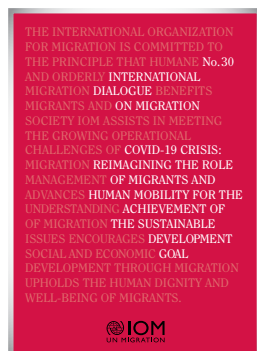 THE INTERNATIONAL ORGANIZATION
FOR MIGRATION IS COMMITTED TO
THE PRINCIPLE THAT HUMANE No.30
AND ORDERLY INTERNATIONAL
MIGRATION DIALOGUE BENEFITS
MIGRANTS AND ON MIGRATION
SOCIETY IOM ASSISTS IN MEETING
THE GROWING OPERATIONAL
CHALLENGES OF COVID-19 CRISIS:
MIGRATION REIMAGINING THE ROLE
MANAGEMENT OF MIGRANTS AND
ADVANCES HUMAN MOBILITY FOR THE
UNDERSTANDING ACHIEVEMENT OF
OF MIGRATION THE SUSTAINABLE
ISSUES ENCOURAGES DEVELOPMENT
SOCIAL AND ECONOMIC GOAL
DEVELOPMENT THROUGH MIGRATION
UPHOLDS THE HUMAN DIGNITY AND
WELL-BEING OF MIGRANTS.
IOM
UN MIGRATION